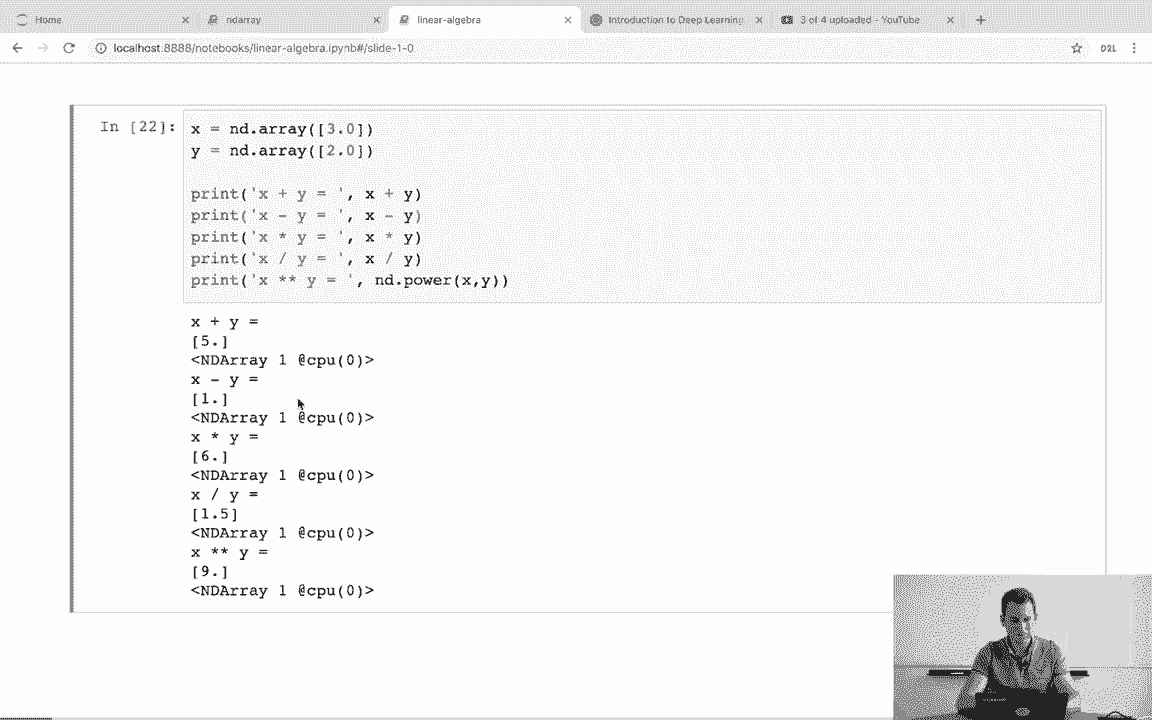 Home
ndarray
linear-algebra
Introduction to Deep Learning
3 of 4 uploaded - YouTube
localhost:8888/notebooks/linear-algebra.ipynb#/slide-1-0
D2L
In [22]:
x = nd.array([3.0])
y = nd.array([2.0])
print('x + y = ', x + y)
print('x - y = ', x - y)
print('x * y = ', x * y)
print('x / y = ', x / y)
print('x ** y = ', nd.power(x,y))
x + y =
[5.]
<NDArray 1 @cpu(0)>
x - y =
[1.]
<NDArray 1 @cpu(0)>
x * y =
[6.]
<NDArray 1 @cpu(0)>
x / y =
[1.5]
<NDArray 1 @cpu(0)>
x ** y =
[9.]
<NDArray 1 @cpu(0)>